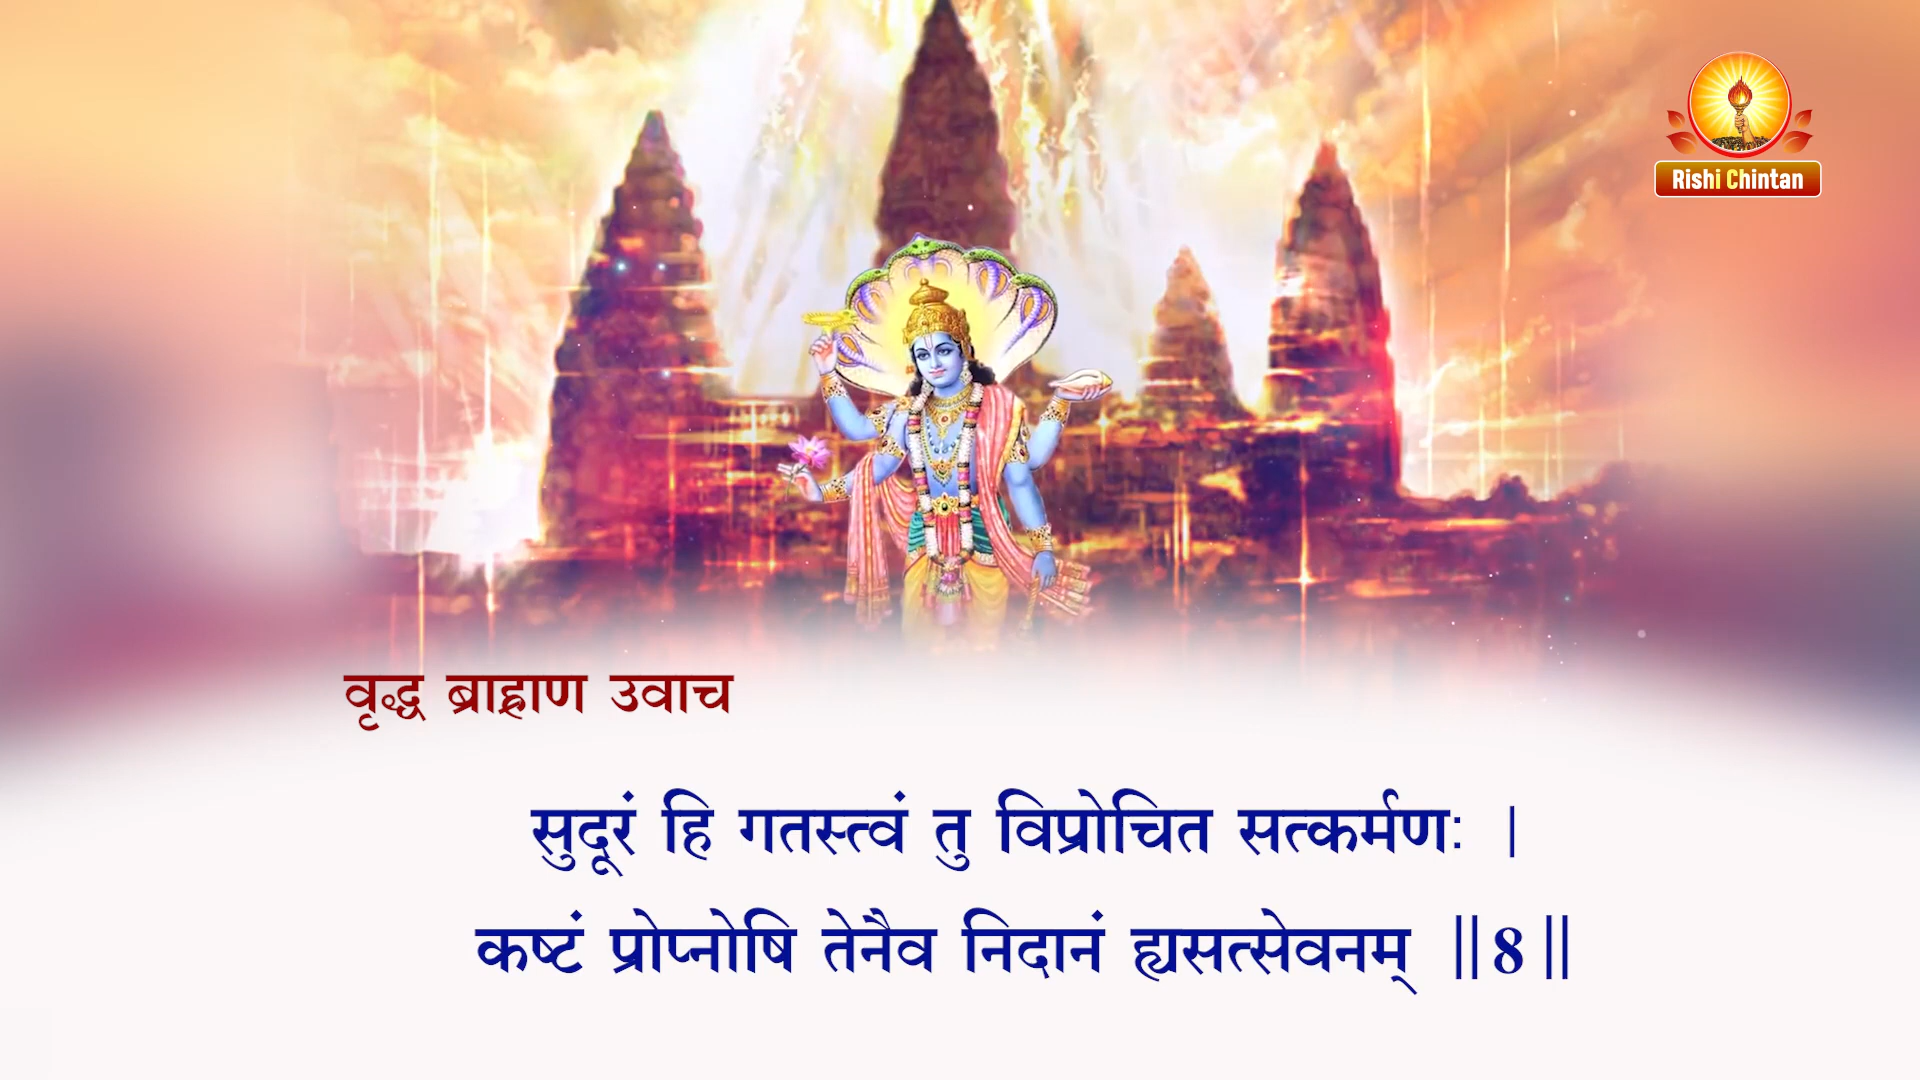 Rishi Chintan
वृद्ध ब्राह्मण उवाच
सुदूरं हि गतस्त्वं तु विप्रोचित सत्कर्मणः |
कष्टं प्रोप्नोषि तेनैव निदानं ह्यसत्सेवनम् ||8||